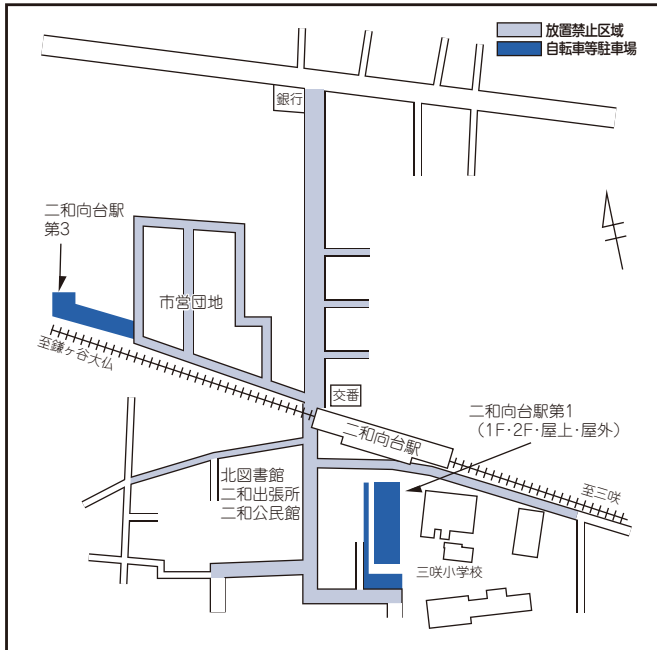 放置禁止区域
自転車等駐車場
銀行
二和向台駅
第3
市営団地
至鎌ヶ谷大仏
交番
二和向台駅
二和向台駅第1
（1F・2F・屋上・屋外）
至三咲
北図書館
二和出張所
二和公民館
三咲小学校